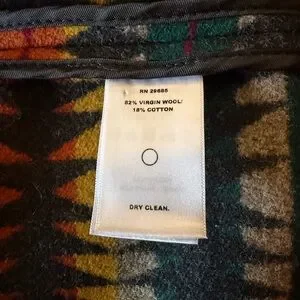 RN 29685
82% VIRGIN WOOL/
18% COTTON
DRY CLEAN.